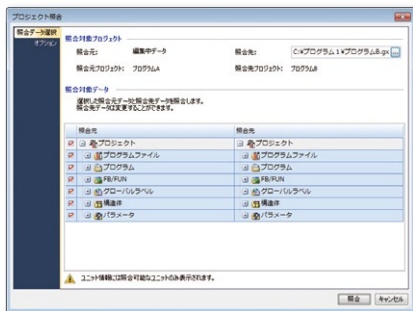 プロジェクト照合
照合データ選択
オプション
照合対象プロジェクト
照合元: 編集中データ 照合先: C:¥プログラム1¥プログラムB.gx ...
照合元プロジェクト: プログラムA 照合先プロジェクト: プログラムB
照合対象データ
選択した照合元データと照合先データを照合します。
照合先データは変更することができます。
照合元 照合先
プロジェクト プロジェクト
プログラムファイル プログラムファイル
プログラム プログラム
FB/FUN FB/FUN
グローバルラベル グローバルラベル
構造体 構造体
パラメータ パラメータ
ユニット情報には照合可能なユニットのみ表示されます。
照合 キャンセル